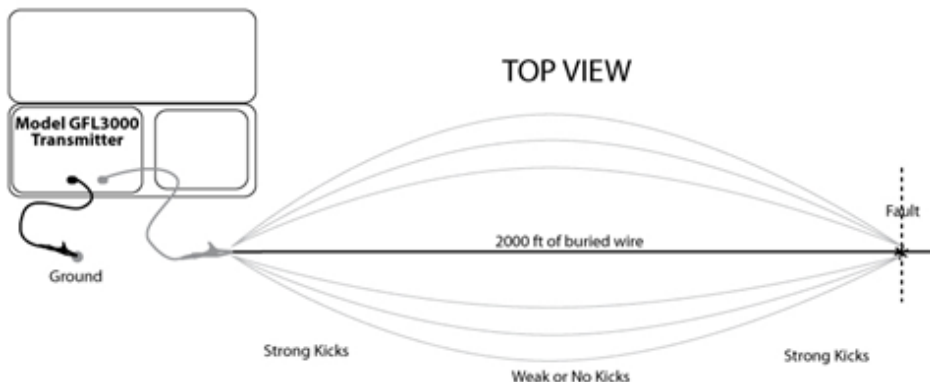 TOP VIEW
Model GFL3000
Transmitter
Fault
2000 ft of buried wire
Ground
Strong Kicks
Strong Kicks
Weak or No Kicks